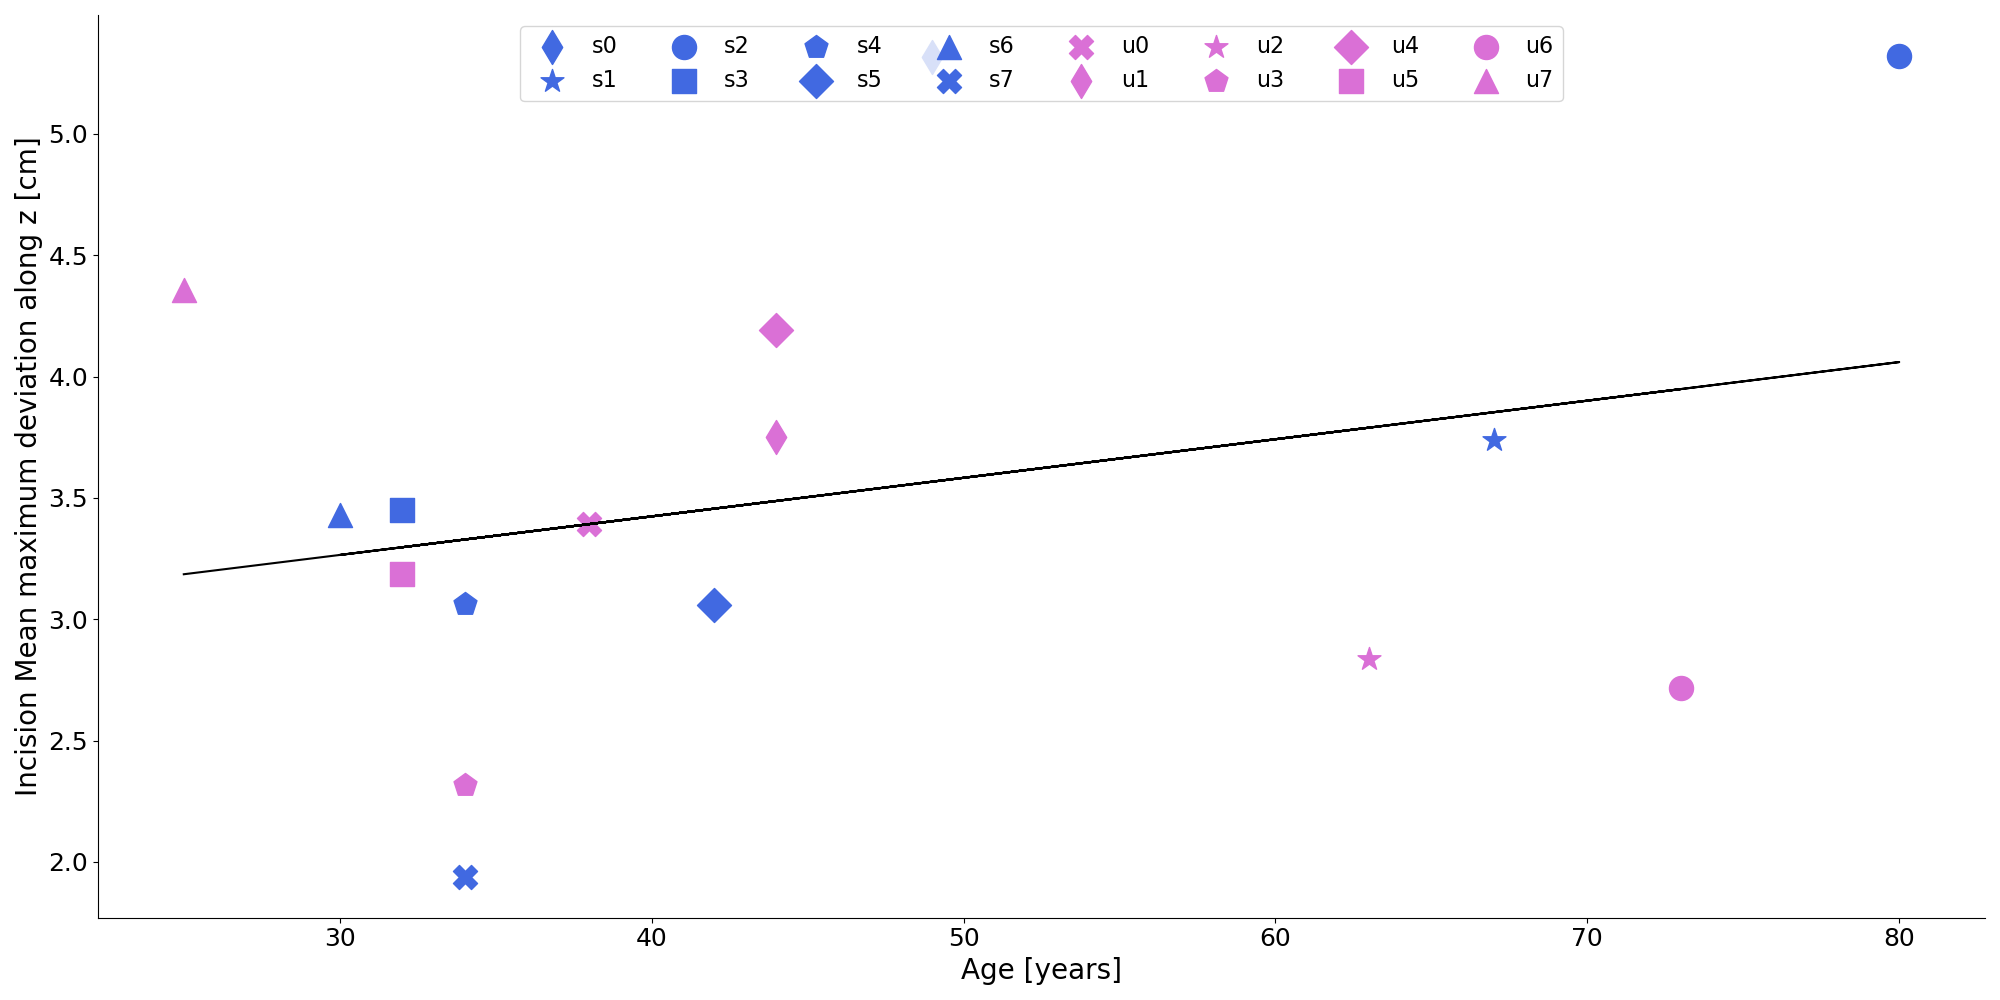 s0 s2 s4 s6 u0 u2 u4 u6
s1 s3 s5 s7 u1 u3 u5 u7
5.0
4.5
4.0
3.5
3.0
2.5
2.0
Incision Mean maximum deviation along z [cm]
30 40 50 60 70 80
Age [years]